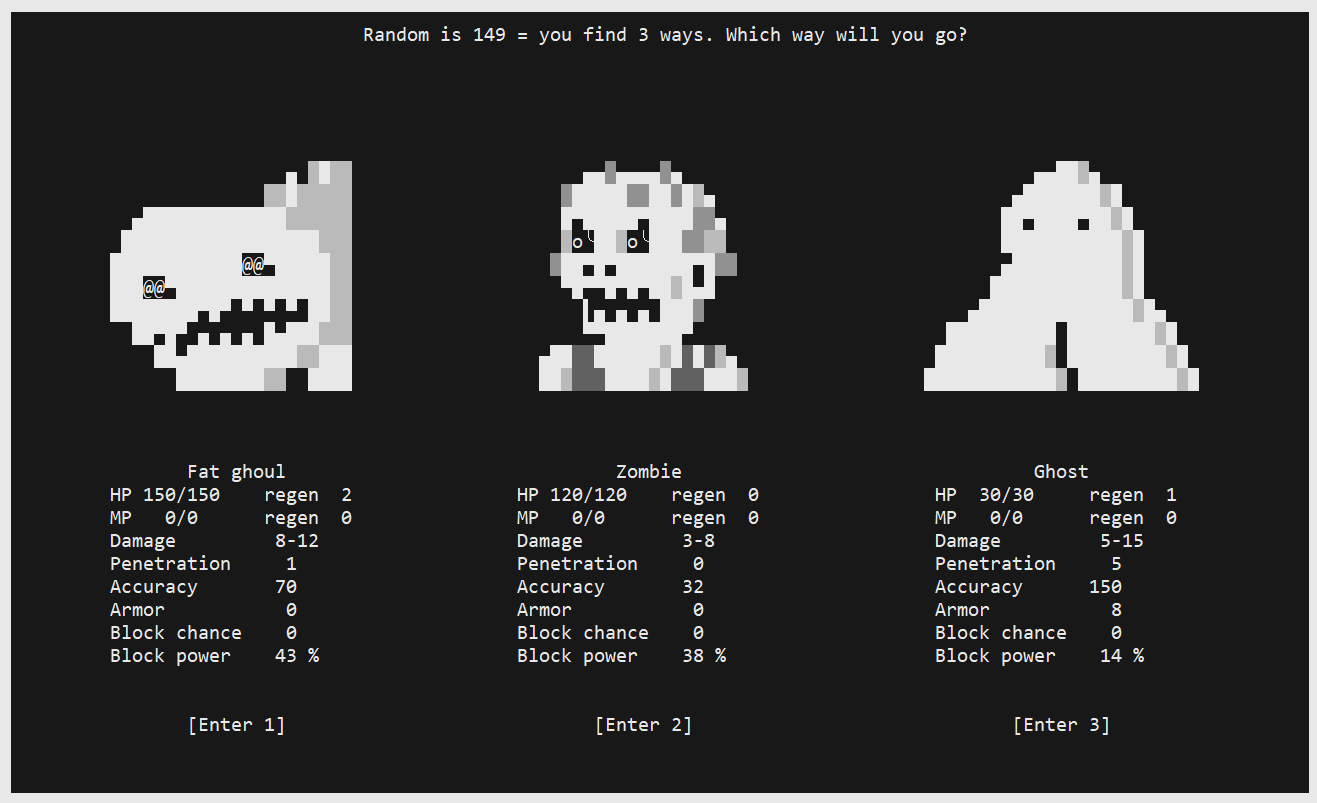 Random is 149 = you find 3 ways. Which way will you go?
@@
@@
o o
Fat ghoul
HP 150/150 regen 2
MP 0/0 regen 0
Damage 8-12
Penetration 1
Accuracy 70
Armor 0
Block chance 0
Block power 43 %
[Enter 1]
Zombie
HP 120/120 regen 0
MP 0/0 regen 0
Damage 3-8
Penetration 0
Accuracy 32
Armor 0
Block chance 0
Block power 38 %
[Enter 2]
Ghost
HP 30/30 regen 1
MP 0/0 regen 0
Damage 5-15
Penetration 5
Accuracy 150
Armor 8
Block chance 0
Block power 14 %
[Enter 3]